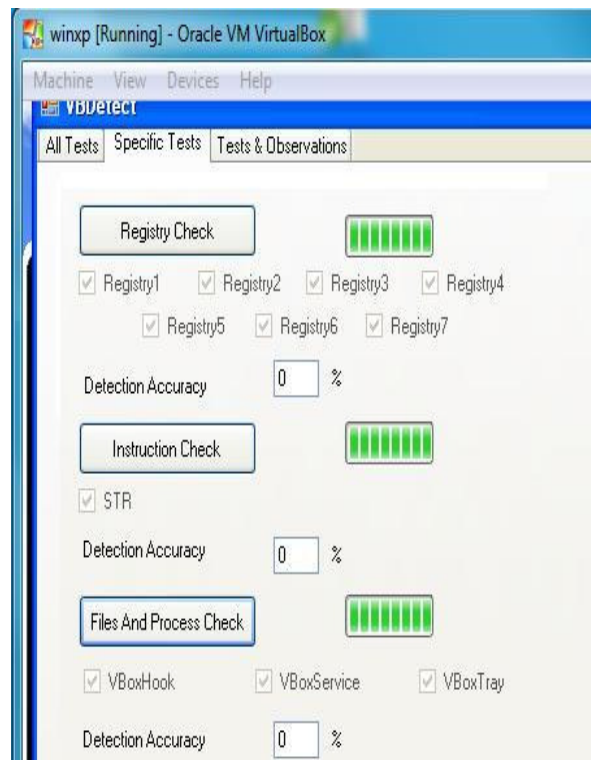 winxp [Running] - Oracle VM VirtualBox
Machine View Devices Help
VBDetect
All Tests Specific Tests Tests & Observations
Registry Check
Registry1 Registry2 Registry3 Registry4
Registry5 Registry6 Registry7
Detection Accuracy 0 %
Instruction Check
STR
Detection Accuracy 0 %
Files And Process Check
VBoxHook VBoxService VBoxTray
Detection Accuracy 0 %